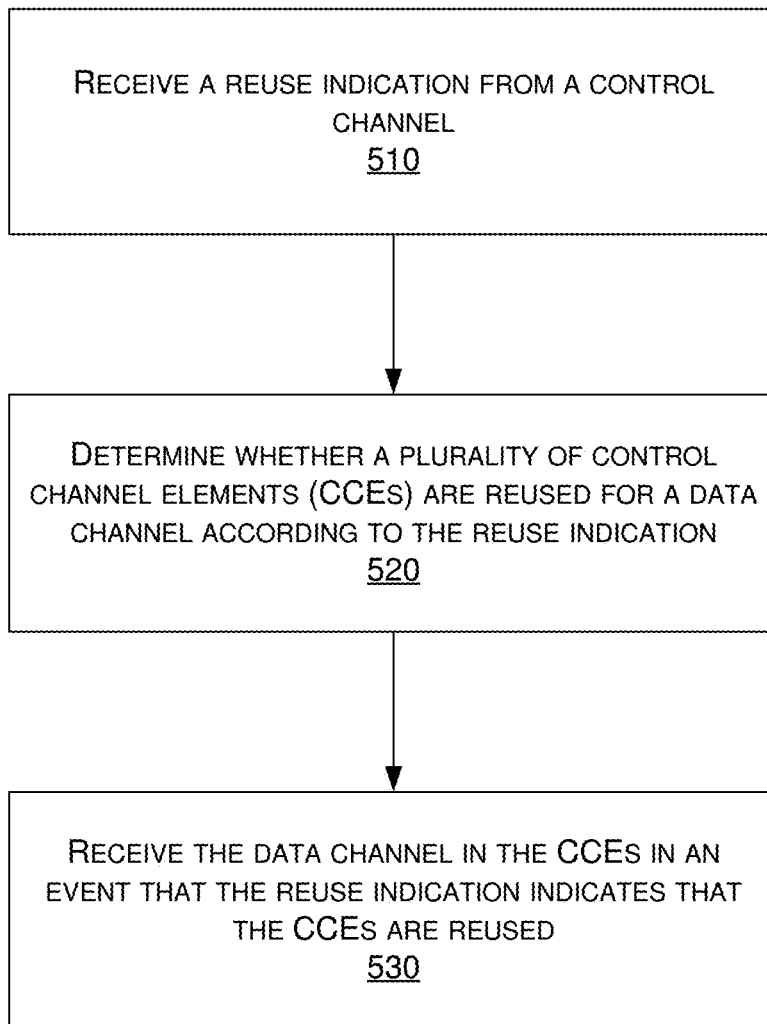 RECEIVE A REUSE INDICATION FROM A CONTROL
CHANNEL
510
DETERMINE WHETHER A PLURALITY OF CONTROL
CHANNEL ELEMENTS (CCES) ARE REUSED FOR A DATA
CHANNEL ACCORDING TO THE REUSE INDICATION
520
RECEIVE THE DATA CHANNEL IN THE CCES IN AN
EVENT THAT THE REUSE INDICATION INDICATES THAT
THE CCES ARE REUSED
530